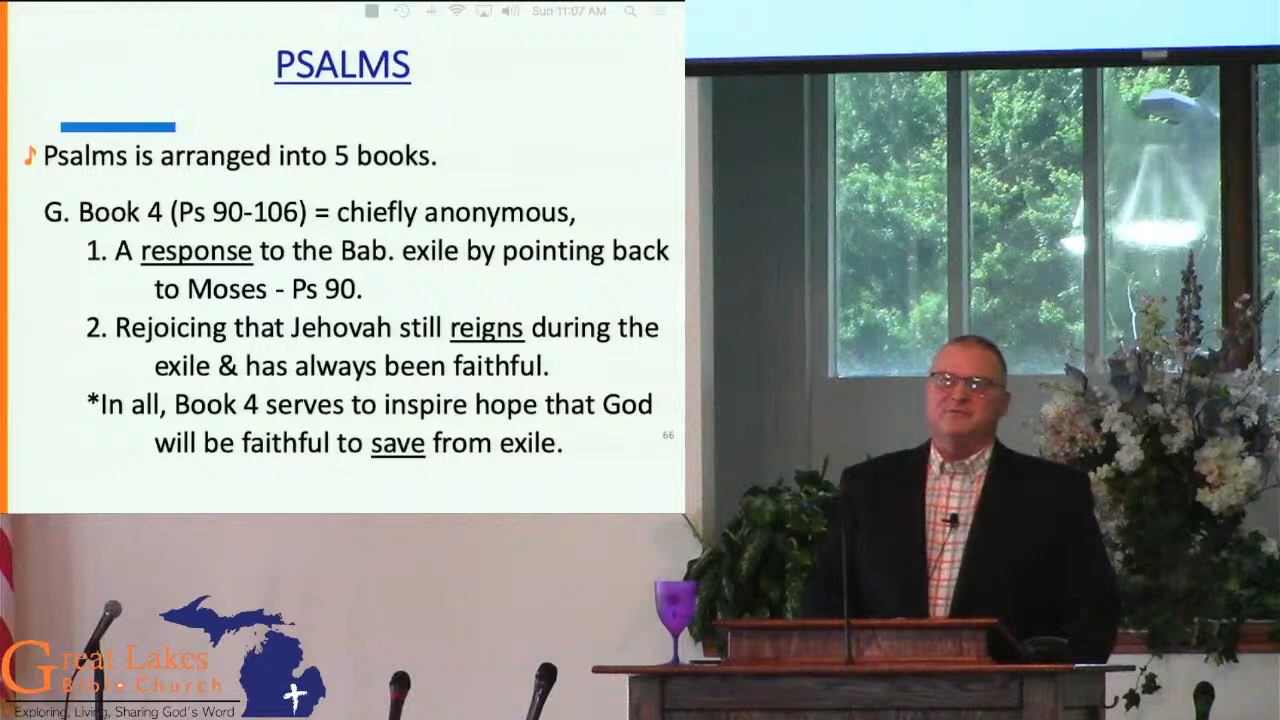 Sun 11:07 AM
PSALMS
Psalms is arranged into 5 books.
G. Book 4 (Ps 90-106) = chiefly anonymous,
1. A response to the Bab. exile by pointing back
to Moses - Ps 90.
2. Rejoicing that Jehovah still reigns during the
exile & has always been faithful.
*In all, Book 4 serves to inspire hope that God
will be faithful to save from exile.
66
Great Lakes
Bible Church
Exploring, Living, Sharing God's Word